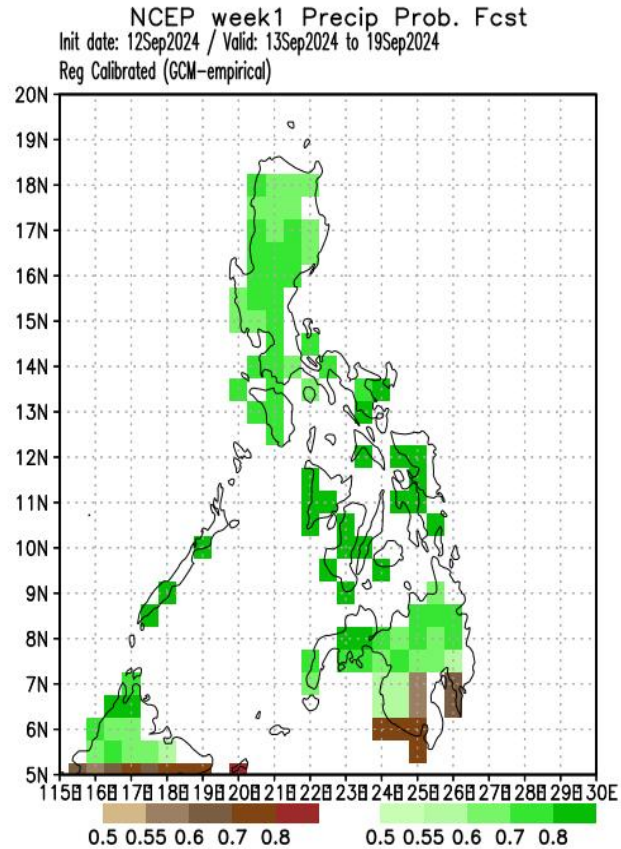 NCEP week1 Precip Prob. Fcst
Init date: 12Sep2024 / Valid: 13Sep2024 to 19Sep2024
Reg Calibrated (GCM-empirical)
20N
19N
18N
17N
16N
15N
14N
13N
12N
11N
10N
9N
8N
7N
6N
5N
115E 116E 117E 118E 119E 120E 121E 122E 123E 124E 125E 126E 127E 128E 129E 130E
0.5 0.55 0.6 0.7 0.8 0.5 0.55 0.6 0.7 0.8